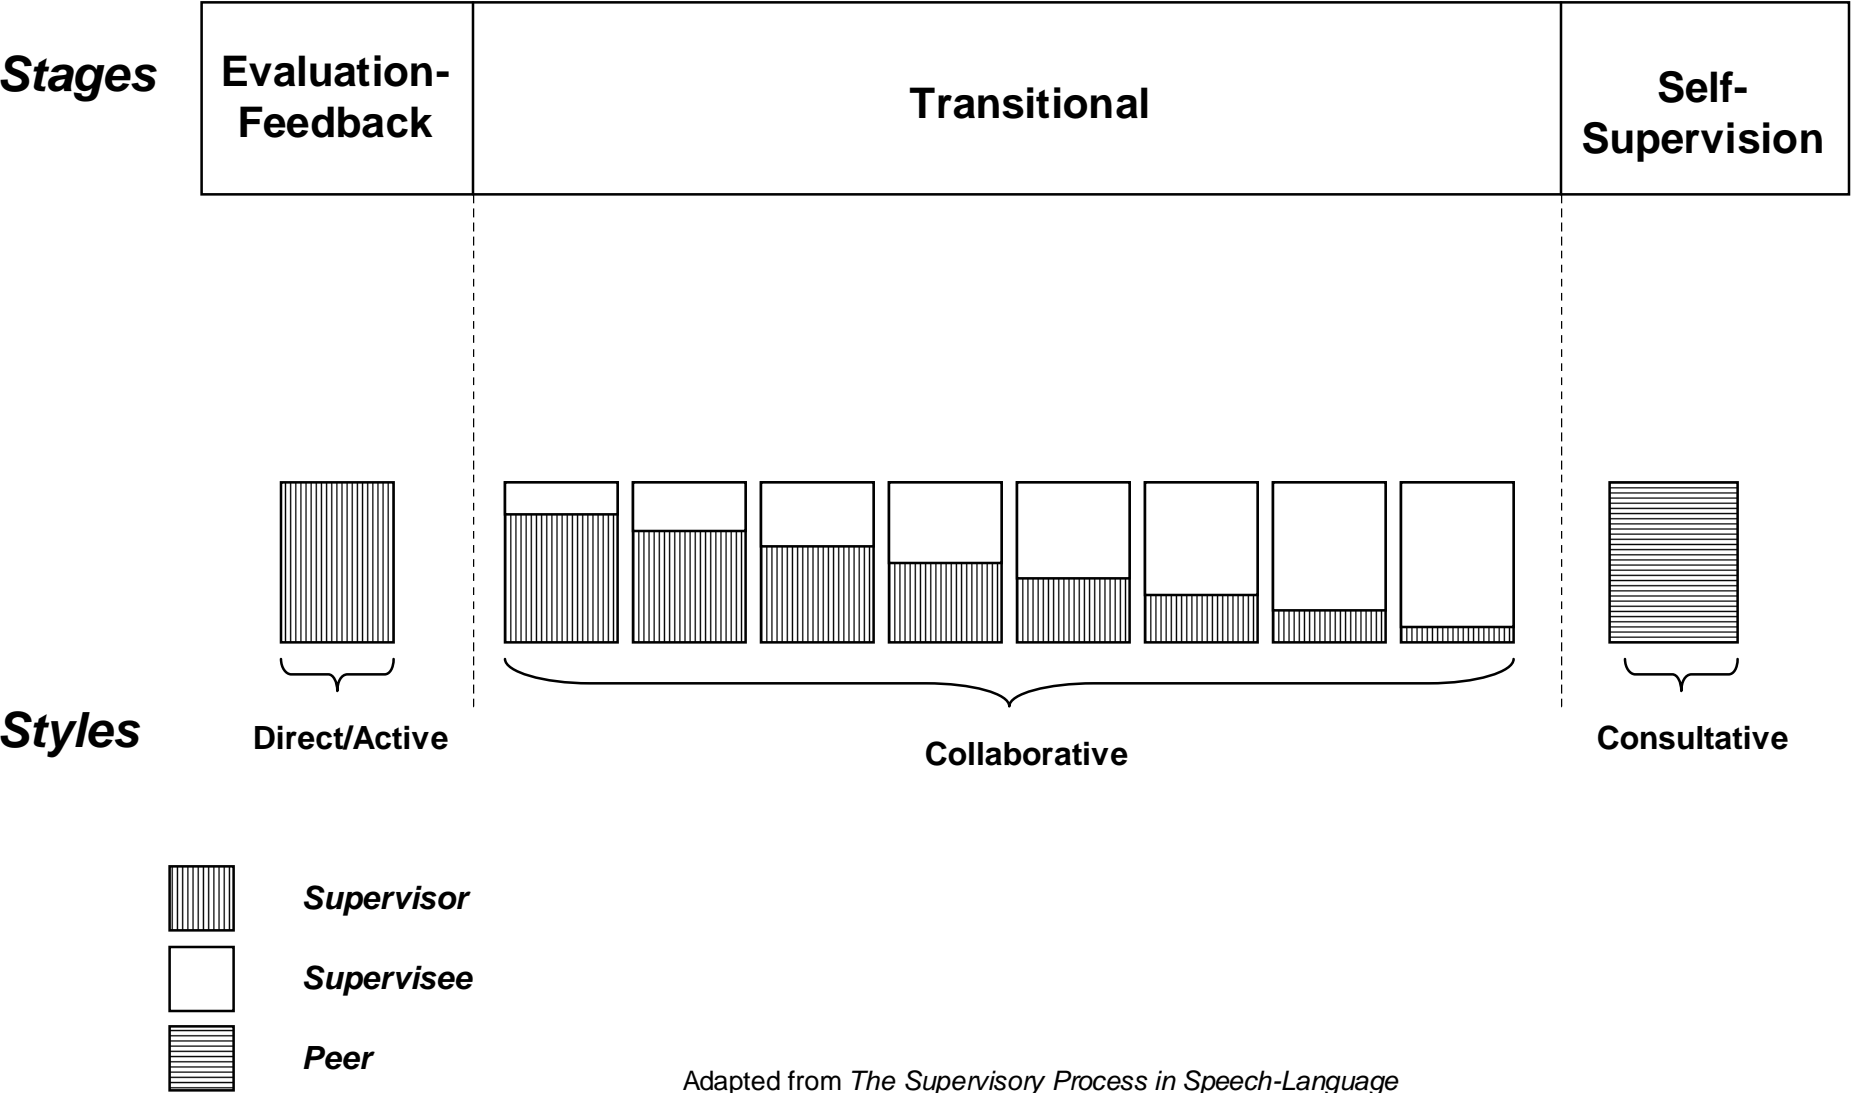 Stages
Evaluation-
Feedback
Transitional
Self-
Supervision
Styles
Direct/Active
Collaborative
Consultative
Supervisor
Supervisee
Peer
Adapted from The Supervisory Process in Speech-Language